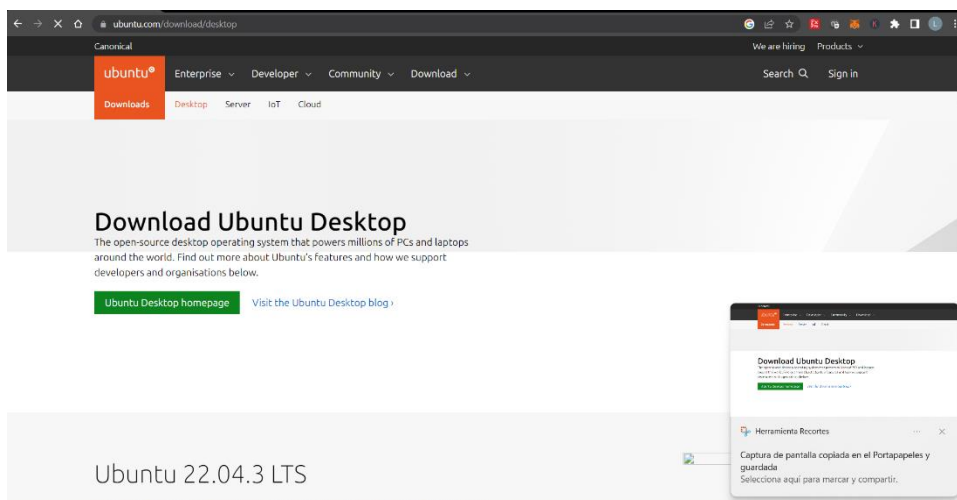 ubuntu.com/download/desktop
Canonical
We are hiring Products
ubuntu® Enterprise Developer Community Download Search Sign in
Downloads Desktop Server IoT Cloud
Download Ubuntu Desktop
The open-source desktop operating system that powers millions of PCs and laptops
around the world. Find out more about Ubuntu's features and how we support
developers and organisations below.
Ubuntu Desktop homepage Visit the Ubuntu Desktop blog ›
Ubuntu 22.04.3 LTS
Download Ubuntu Desktop
Herramienta Recortes
Captura de pantalla copiada en el Portapapeles y
guardada
Selecciona aquí para marcar y compartir.